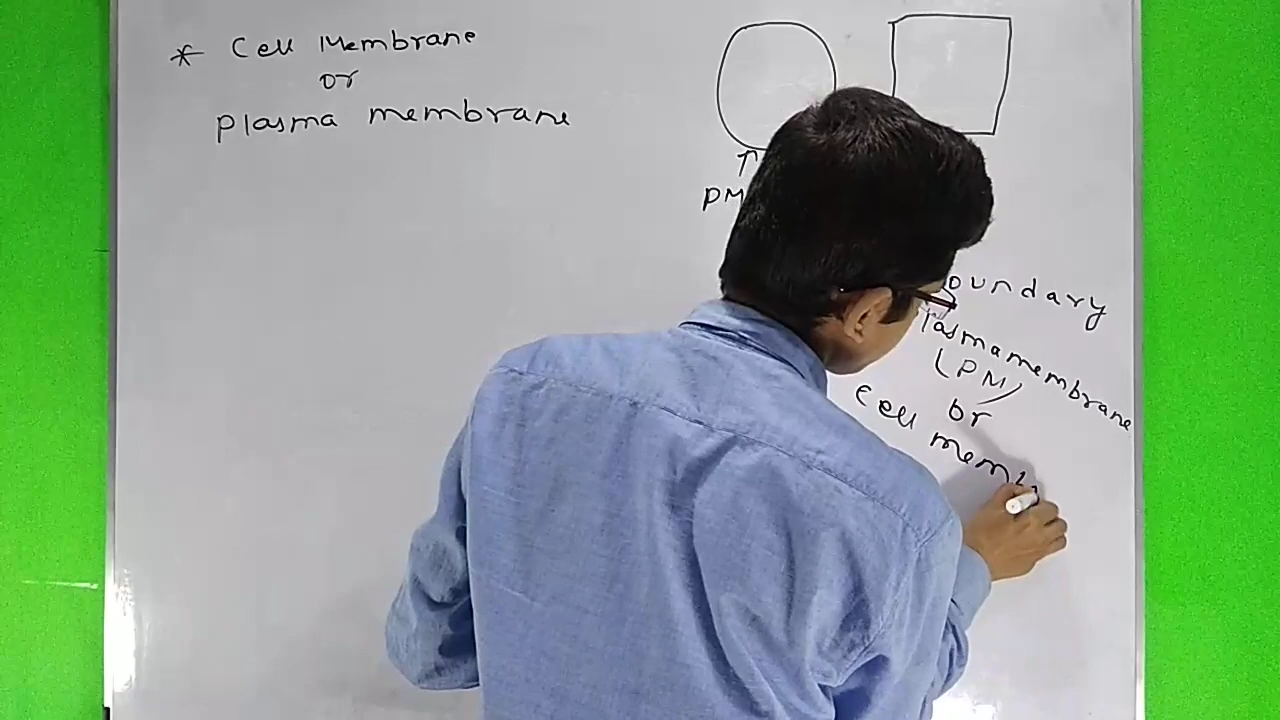 * Cell Membrane
or
plasma membrane
PM
oundary
lasmamembrane
(PM)
or
cell mem